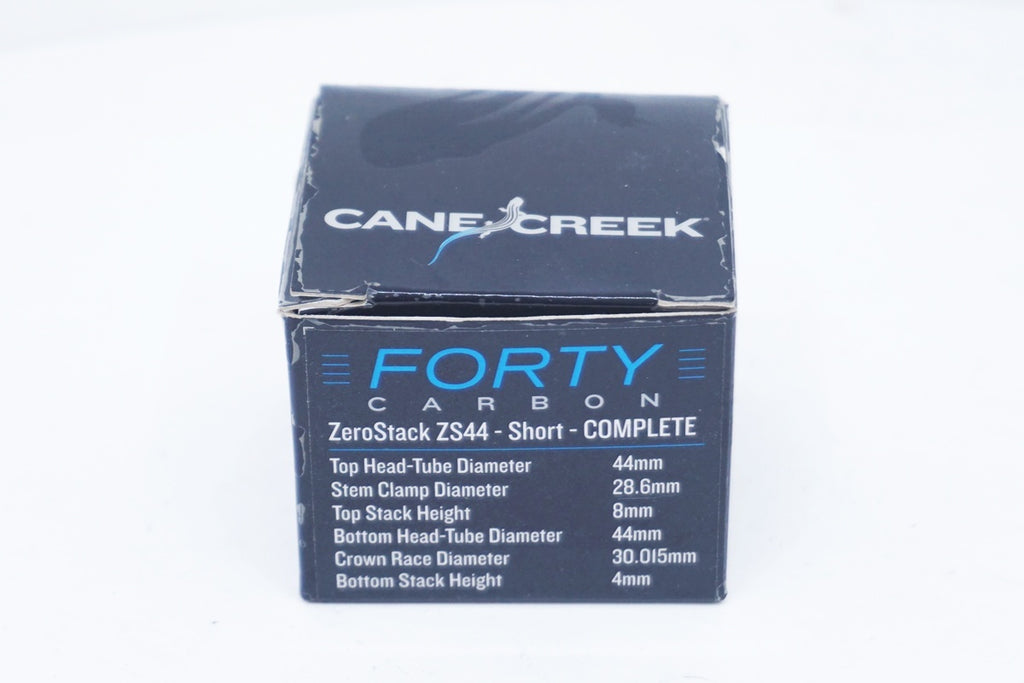 CANE CREEK
FORTY
CARBON
ZeroStack ZS44 - Short - COMPLETE
Top Head-Tube Diameter 44mm
Stem Clamp Diameter 28.6mm
Top Stack Height 8mm
Bottom Head-Tube Diameter 44mm
Crown Race Diameter 30.015mm
Bottom Stack Height 4mm